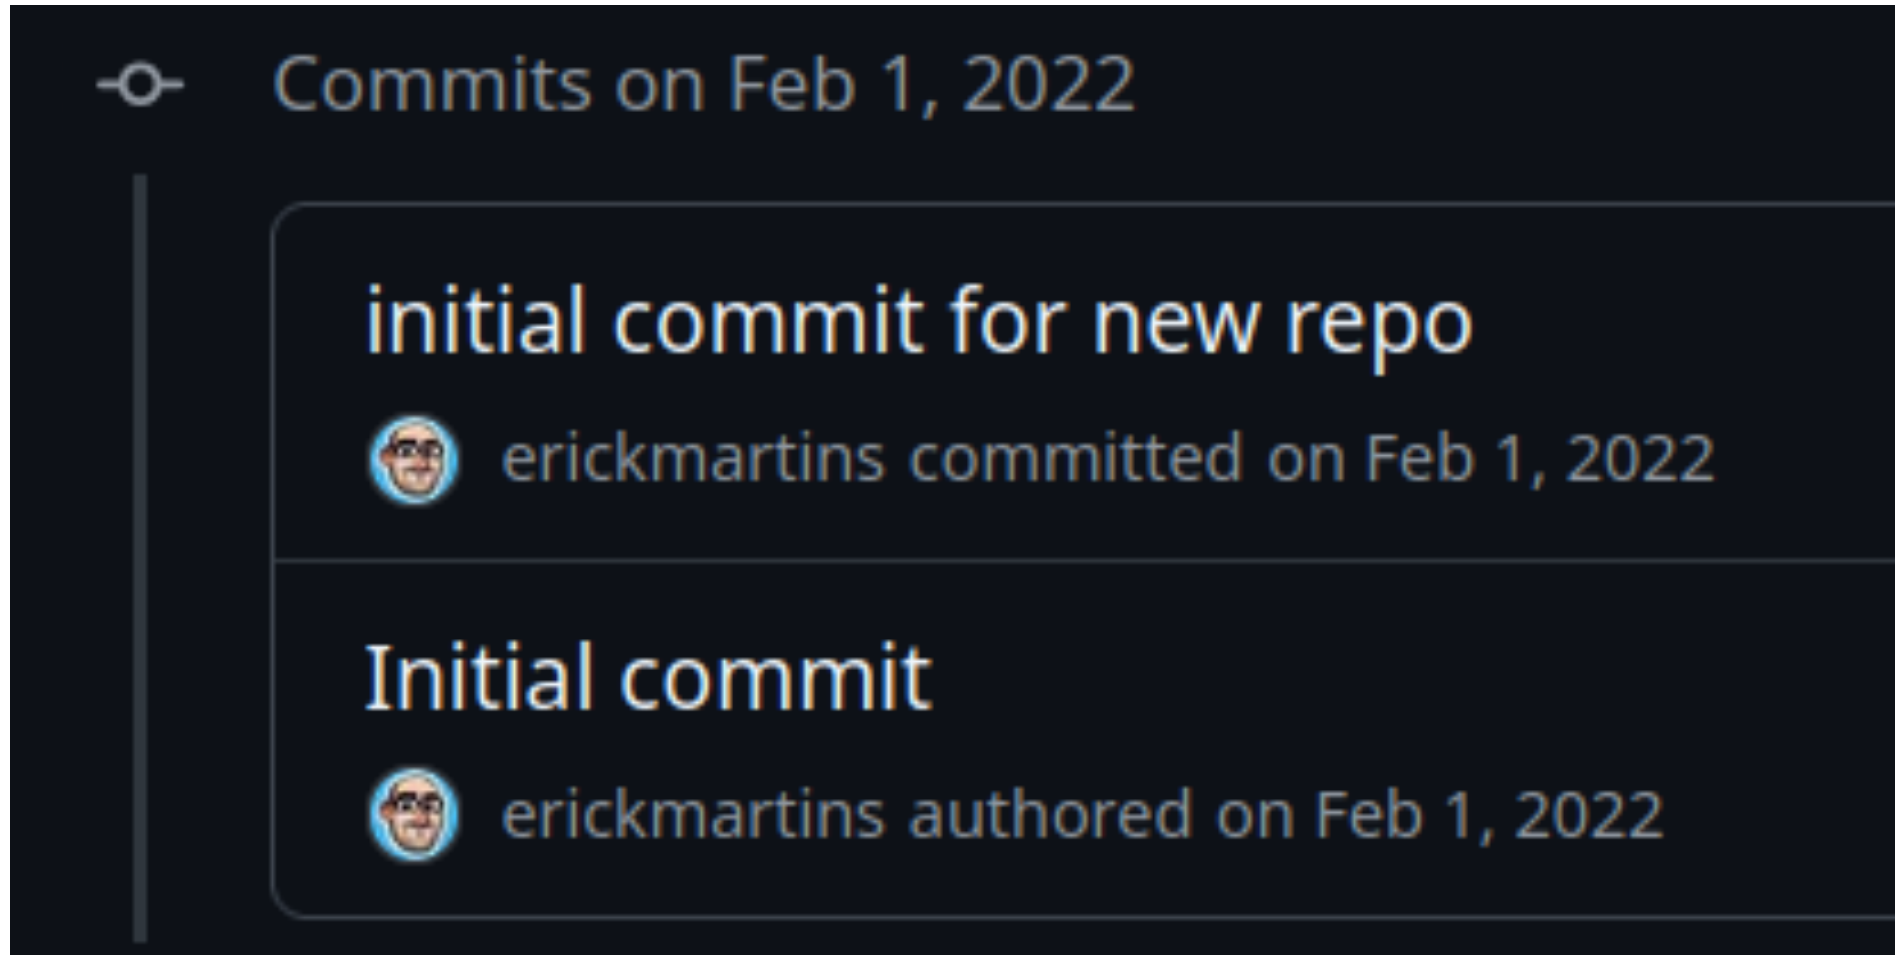 Commits on Feb 1, 2022
initial commit for new repo
erickmartins committed on Feb 1, 2022
Initial commit
erickmartins authored on Feb 1, 2022